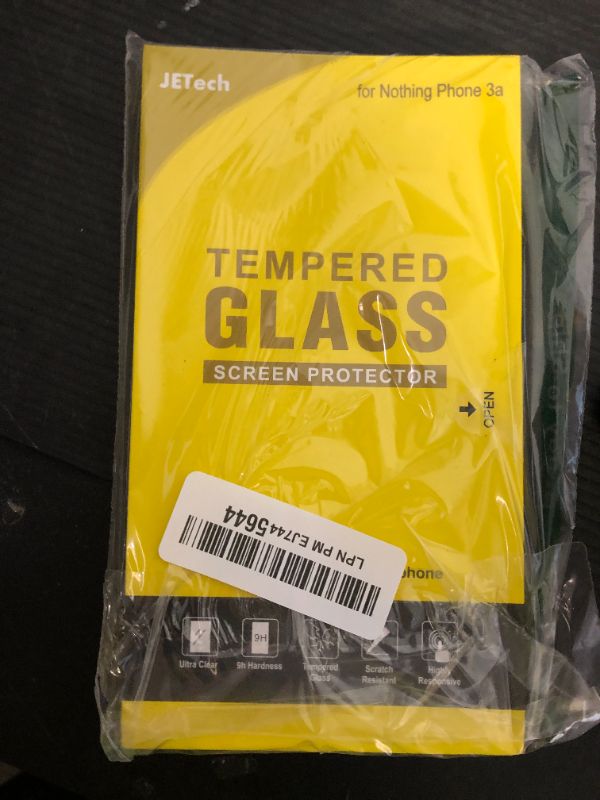 JETech
for Nothing Phone 3a
TEMPERED
GLASS
SCREEN PROTECTOR
OPEN
LPN PM EJ7445644
phone
9H
Ultra Clear
9h Hardness
Tempered
Glass
Scratch
Resistant
Highly
Responsive